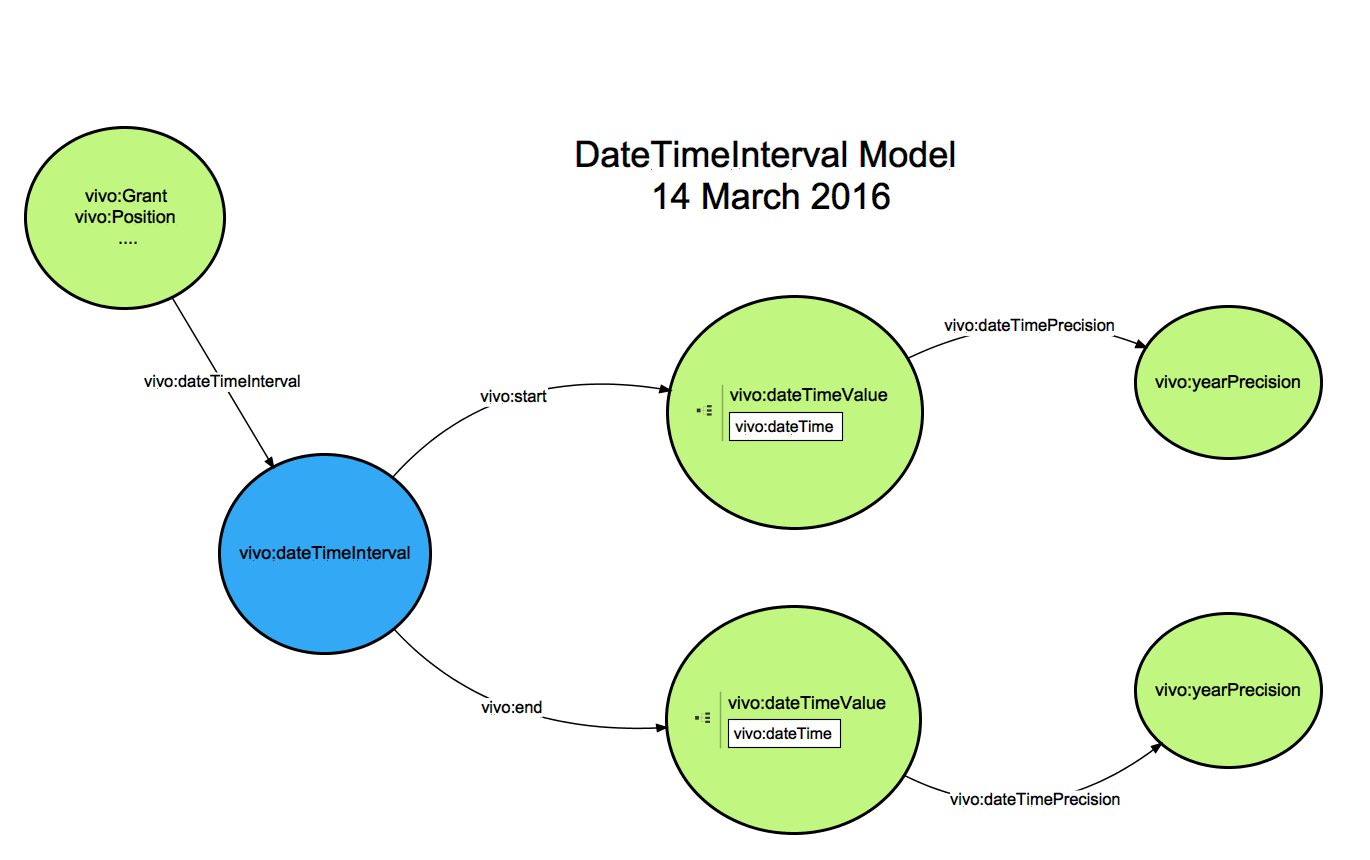 DateTimeInterval Model
14 March 2016
vivo:Grant
vivo:Position
....
vivo:dateTimeInterval
vivo:dateTimeInterval
vivo:start
vivo:dateTimeValue
vivo:dateTime
vivo:dateTimePrecision
vivo:yearPrecision
vivo:end
vivo:dateTimeValue
vivo:dateTime
vivo:dateTimePrecision
vivo:yearPrecision